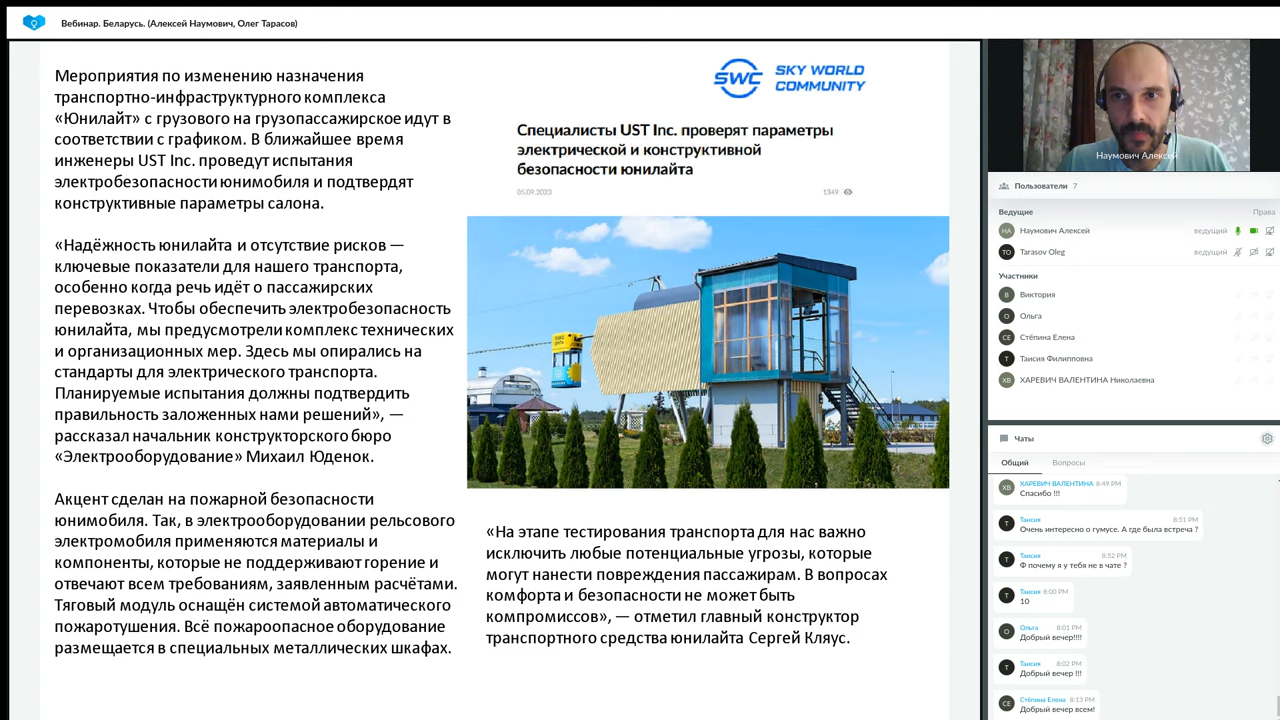 Вебинар. Беларусь. (Алексей Наумович, Олег Тарасов)
Мероприятия по изменению назначения
транспортно-инфраструктурного комплекса
«Юнилайт» с грузового на грузопассажирское идут в
соответствии с графиком. В ближайшее время
инженеры UST Inc. проведут испытания
электробезопасности юнимобиля и подтвердят
конструктивные параметры салона.
«Надёжность юнилайта и отсутствие рисков —
ключевые показатели для нашего транспорта,
особенно когда речь идёт о пассажирских
перевозках. Чтобы обеспечить электробезопасность
юнилайта, мы предусмотрели комплекс технических
и организационных мер. Здесь мы опирались на
стандарты для электрического транспорта.
Планируемые испытания должны подтвердить
правильность заложенных нами решений», —
рассказал начальник конструкторского бюро
«Электрооборудование» Михаил Юденок.
Акцент сделан на пожарной безопасности
юнимобиля. Так, в электрооборудовании рельсового
электромобиля применяются материалы и
компоненты, которые не поддерживают горение и
отвечают всем требованиям, заявленным расчётами.
Тяговый модуль оснащён системой автоматического
пожаротушения. Всё пожароопасное оборудование
размещается в специальных металлических шкафах.
SWC SKY WORLD
COMMUNITY
Специалисты UST Inc. проверят параметры
электрической и конструктивной
безопасности юнилайта
05.09.2023 1349
«На этапе тестирования транспорта для нас важно
исключить любые потенциальные угрозы, которые
могут нанести повреждения пассажирам. В вопросах
комфорта и безопасности не может быть
компромиссов», — отметил главный конструктор
транспортного средства юнилайта Сергей Кляус.
Наумович Алексей
Пользователи 7
Ведущие Права
НА Наумович Алексей ведущий
TO Tarasov Oleg ведущий
Участники
В Виктория
О Ольга
СЕ Стёпина Елена
Т Таисия Филипповна
ХВ ХАРЕВИЧ ВАЛЕНТИНА Николаевна
Чаты
Общий Вопросы
ХВ ХАРЕВИЧ ВАЛЕНТИНА 8:49 PM
Спасибо !!!
Т Таисия 8:51 PM
Очень интересно о гумусе. А где была встреча ?
Т Таисия 8:52 PM
Ф почему я у тебя не в чате ?
Т Таисия 8:00 PM
10
О Ольга 8:01 PM
Добрый вечер!!!!
Т Таисия 8:02 PM
Добрый вечер !!!
СЕ Стёпина Елена 8:13 PM
Добрый вечер всем!